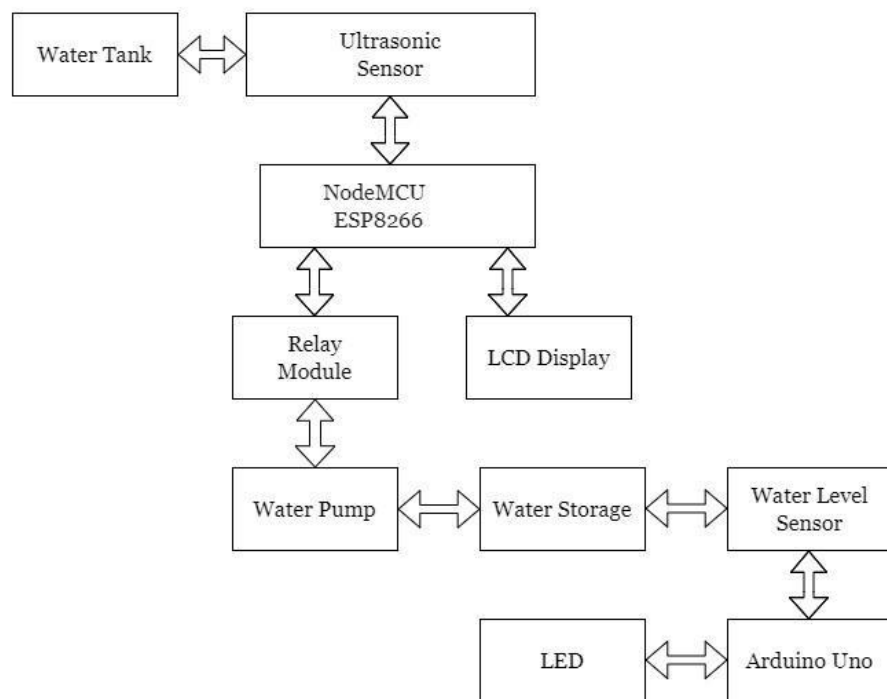 Water Tank
Ultrasonic
Sensor
NodeMCU
ESP8266
Relay
Module
LCD Display
Water Pump
Water Storage
Water Level
Sensor
LED
Arduino Uno